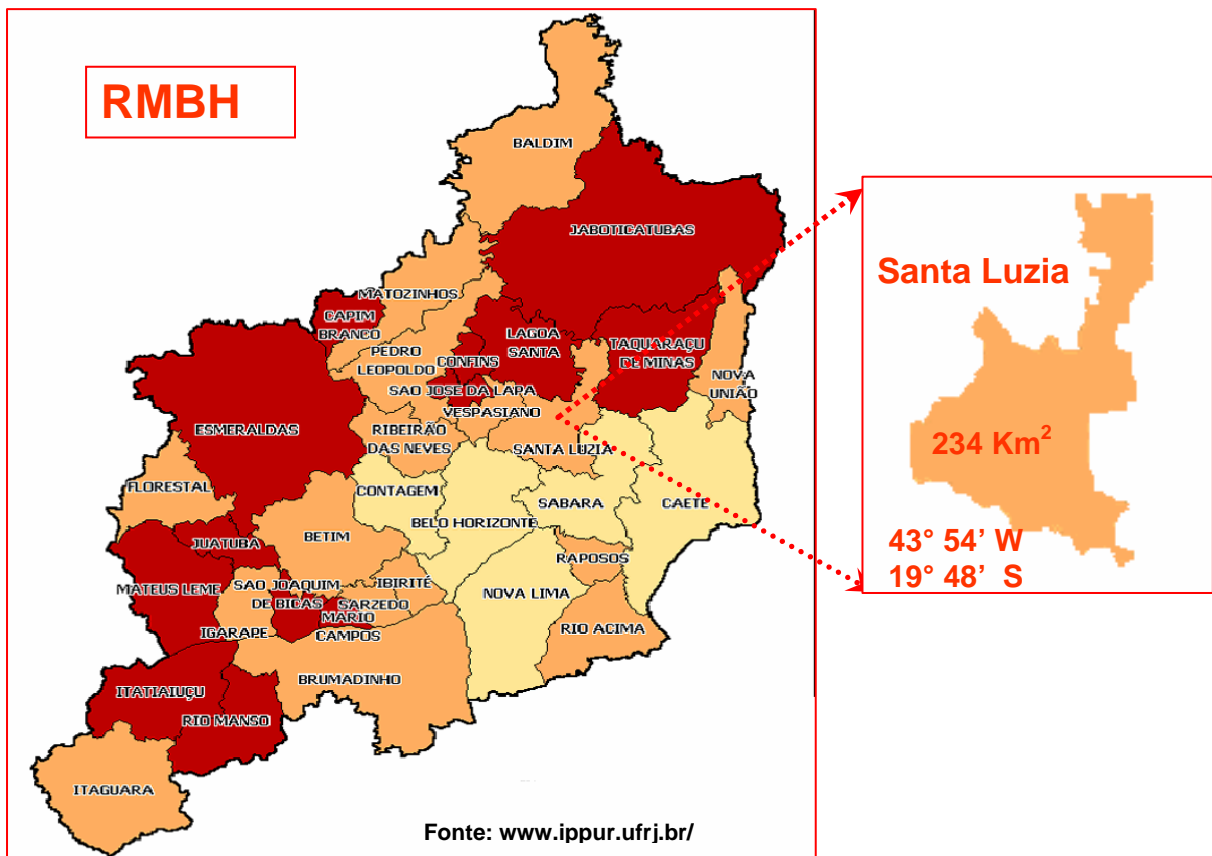 RMBH
BALDIM
JABOTICATUBAS
MATOZINHOS
CAPIM
BRANCO
LAGOA
SANTA
TAQUARAÇU
DE MINAS
PEDRO
LEOPOLDO
CONFINS
NOVA
UNIÃO
SAO JOSE DA LAPA
VESPASIANO
ESMERALDAS
RIBEIRÃO
DAS NEVES
SANTA LUZIA
FLORESTAL
CONTAGEM
SABARA
CAETE
BELO HORIZONTE
BETIM
JUATUBA
RAPOSOS
MATEUS LEME
SAO JOAQUIM
DE BICAS
IBIRITÉ
SARZEDO
MARIO
CAMPOS
NOVA LIMA
IGARAPE
RIO ACIMA
BRUMADINHO
ITATIAIUÇU
RIO MANSO
ITAGUARA
Fonte: www.ippur.ufrj.br/
Santa Luzia
234 Km²
43° 54’ W
19° 48’ S